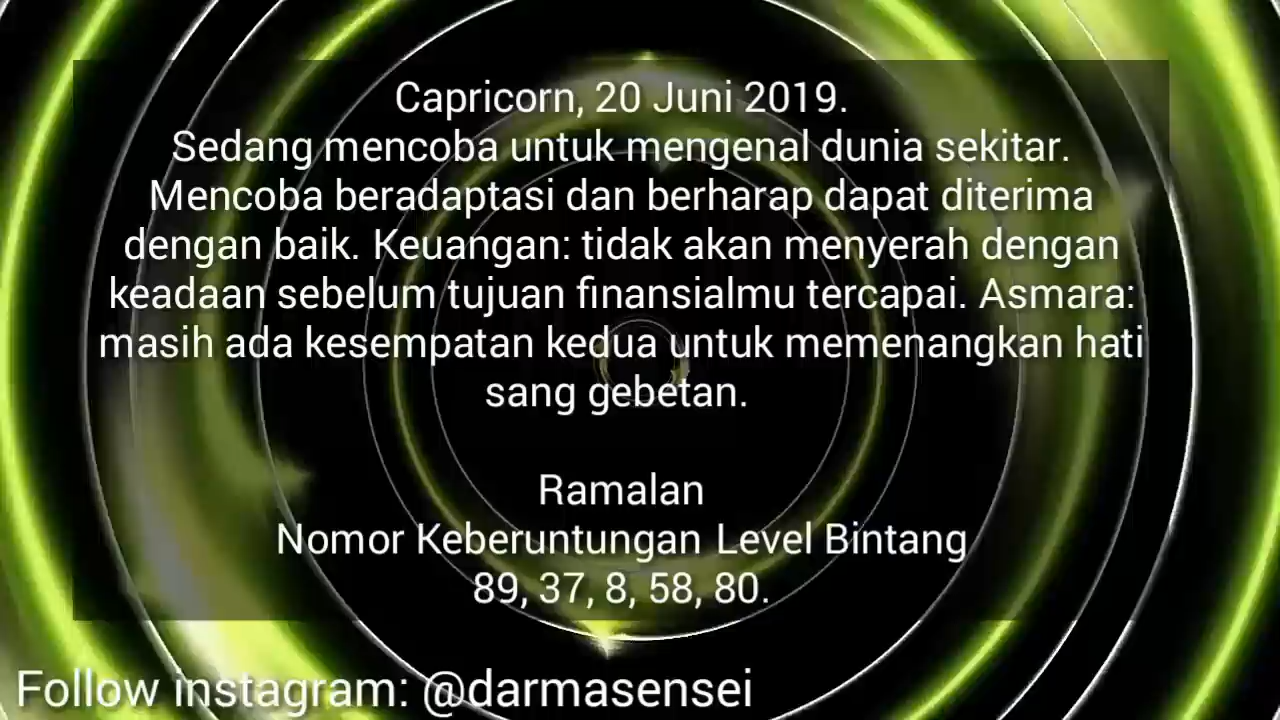 Capricorn, 20 Juni 2019.
Sedang mencoba untuk mengenal dunia sekitar.
Mencoba beradaptasi dan berharap dapat diterima
dengan baik. Keuangan: tidak akan menyerah dengan
keadaan sebelum tujuan finansialmu tercapai. Asmara:
masih ada kesempatan kedua untuk memenangkan hati
sang gebetan.
Ramalan
Nomor Keberuntungan Level Bintang
89, 37, 8, 58, 80.
Follow instagram: @darmasensei